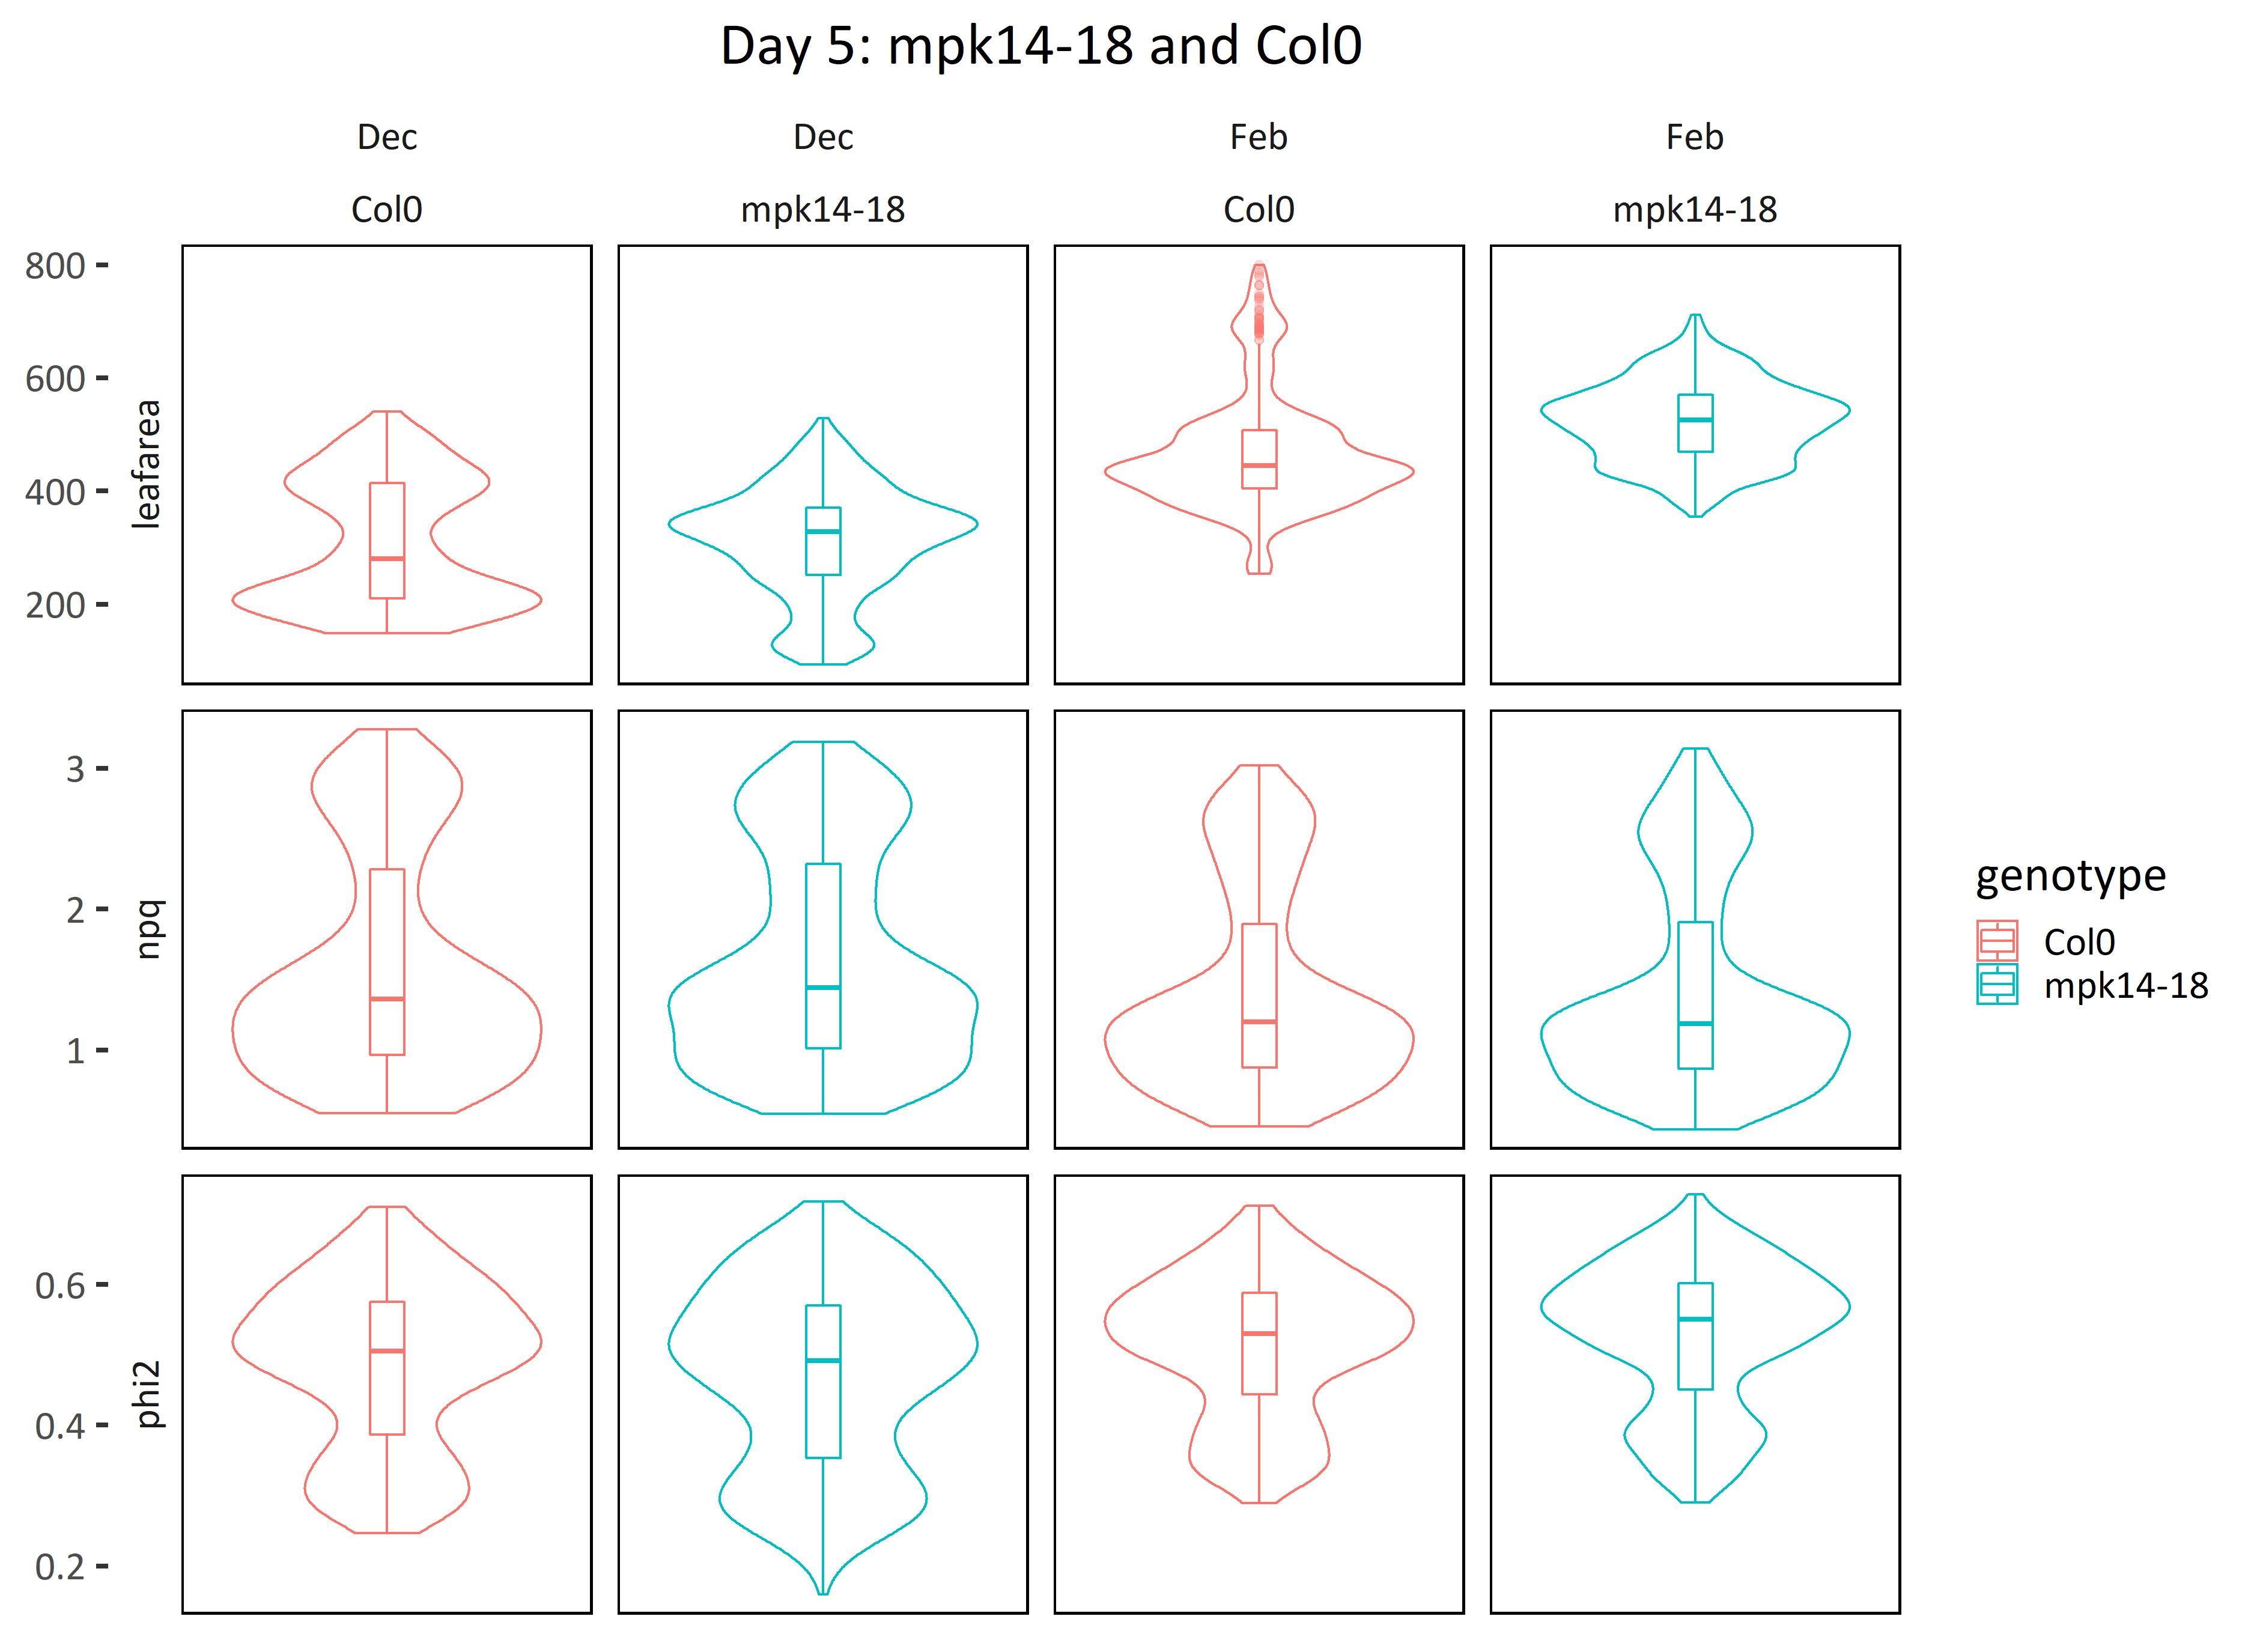 Day 5: mpk14-18 and Col0
Dec Dec Feb Feb
Col0 mpk14-18 Col0 mpk14-18
800
600
400
200
leafarea
3
2
1
npq
0.6
0.4
0.2
phi2
genotype
Col0
mpk14-18